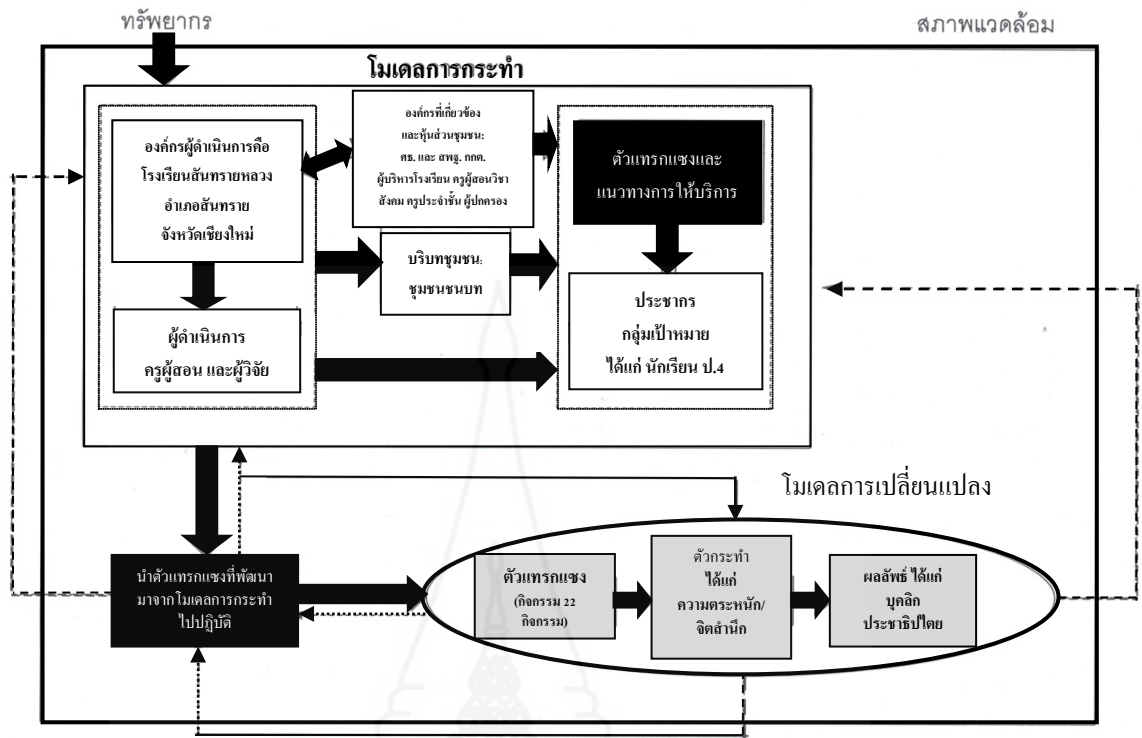 ทรัพยากร
สภาพแวดล้อม
โมเดลการกระทำ
องค์กรผู้ดำเนินการคือ
โรงเรียนสันทรายหลวง
อำเภอสันทราย
จังหวัดเชียงใหม่
องค์กรที่เกี่ยวข้อง
และหุ้นส่วนชุมชน:
ศธ. และ สพฐ. กกต.
ผู้บริหารโรงเรียน ครูผู้สอนวิชา
สังคม ครูประจำชั้น ผู้ปกครอง
ตัวแทรกแซงและ
แนวทางการให้บริการ
บริบทชุมชน:
ชุมชนชนบท
ผู้ดำเนินการ
ครูผู้สอน และผู้วิจัย
ประชากร
กลุ่มเป้าหมาย
ได้แก่ นักเรียน ป.4
โมเดลการเปลี่ยนแปลง
นำตัวแทรกแซงที่พัฒนา
มาจากโมเดลการกระทำ
ไปปฏิบัติ
ตัวแทรกแซง
(กิจกรรม 22
กิจกรรม)
ตัวกระทำ
ได้แก่
ความตระหนัก/
จิตสำนึก
ผลลัพธ์ ได้แก่
บุคลิก
ประชาธิปไตย